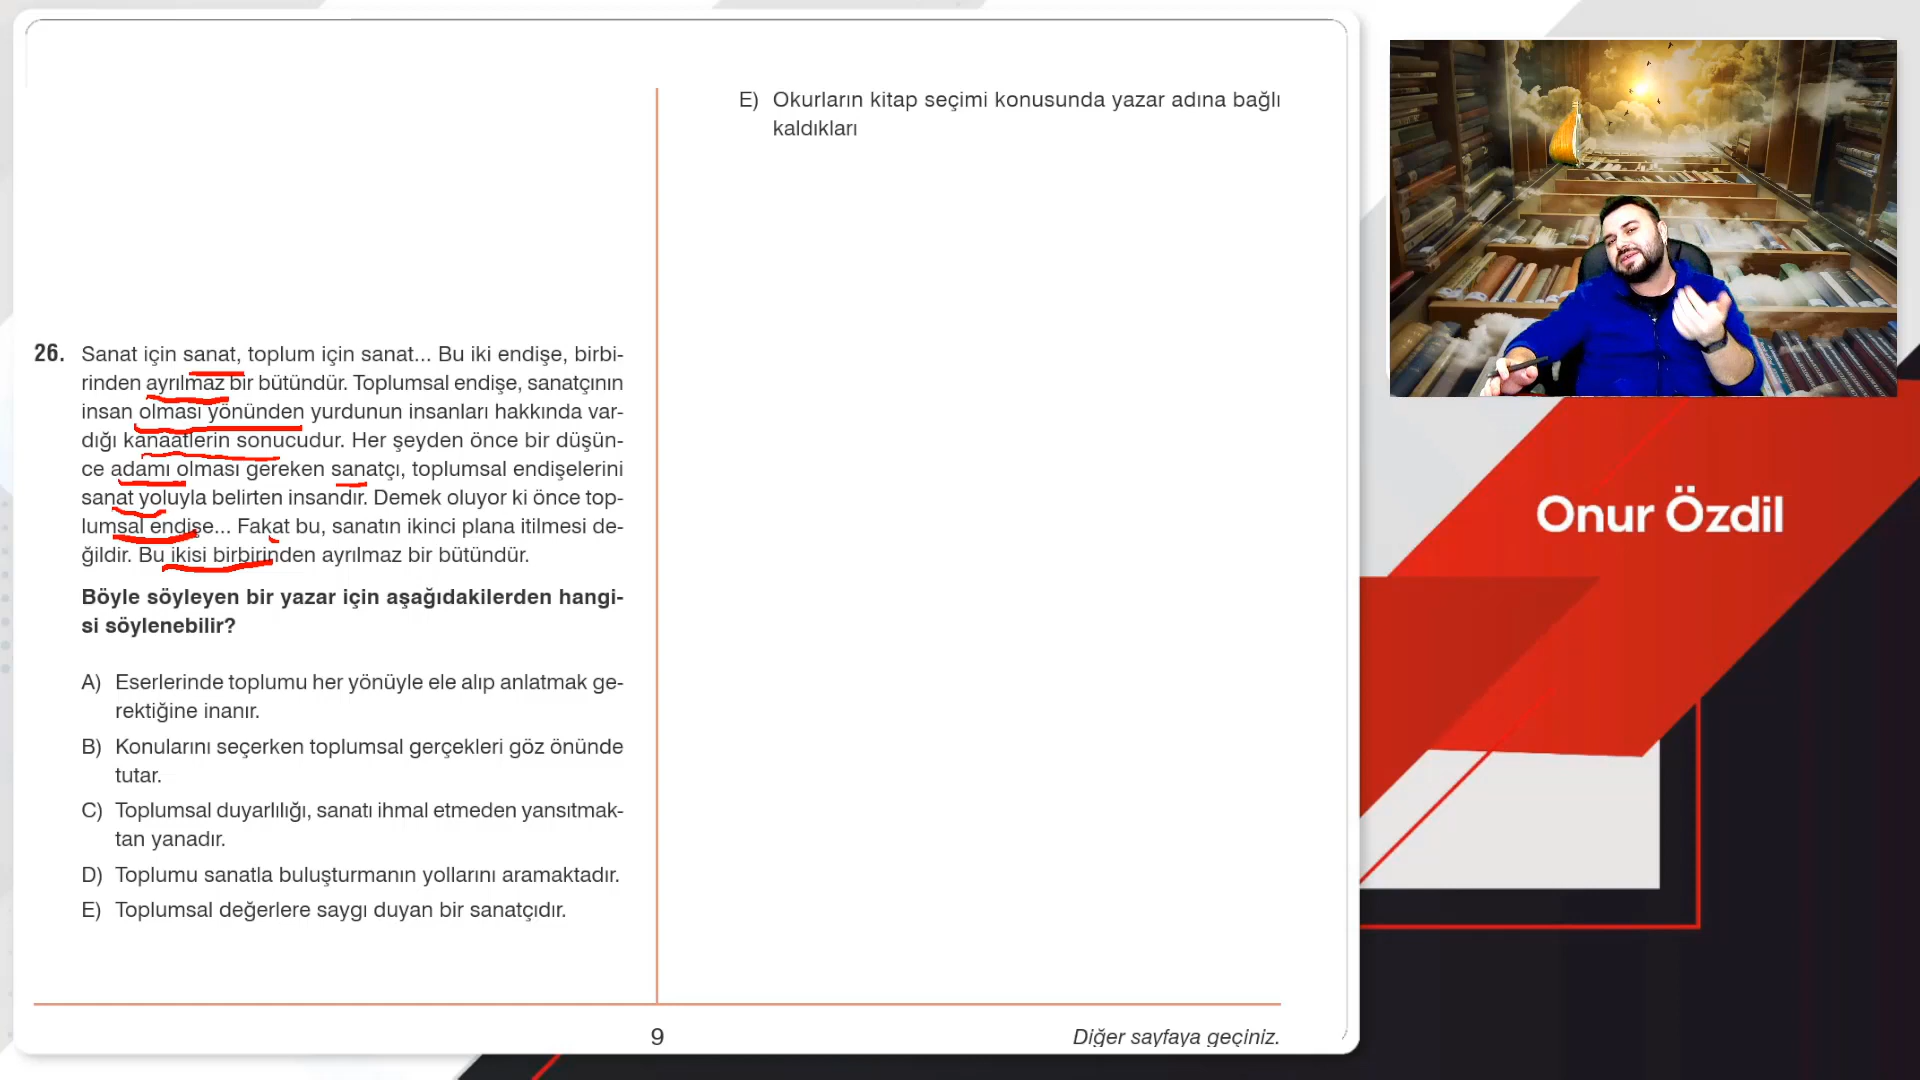 26. Sanat için sanat, toplum için sanat... Bu iki endişe, birbi-
rinden ayrılmaz bir bütündür. Toplumsal endişe, sanatçının
insan olması yönünden yurdunun insanları hakkında var-
dığı kanaatlerin sonucudur. Her şeyden önce bir düşün-
ce adamı olması gereken sanatçı, toplumsal endişelerini
sanat yoluyla belirten insandır. Demek oluyor ki önce top-
lumsal endişe... Fakat bu, sanatın ikinci plana itilmesi de-
ğildir. Bu ikisi birbirinden ayrılmaz bir bütündür.
Böyle söyleyen bir yazar için aşağıdakilerden hangi-
si söylenebilir?
A) Eserlerinde toplumu her yönüyle ele alıp anlatmak ge-
rektiğine inanır.
B) Konularını seçerken toplumsal gerçekleri göz önünde
tutar.
C) Toplumsal duyarlılığı, sanatı ihmal etmeden yansıtmak-
tan yanadır.
D) Toplumu sanatla buluşturmanın yollarını aramaktadır.
E) Toplumsal değerlere saygı duyan bir sanatçıdır.
E) Okurların kitap seçimi konusunda yazar adına bağlı
kaldıkları
9
Diğer sayfaya geçiniz.
Onur Özdil